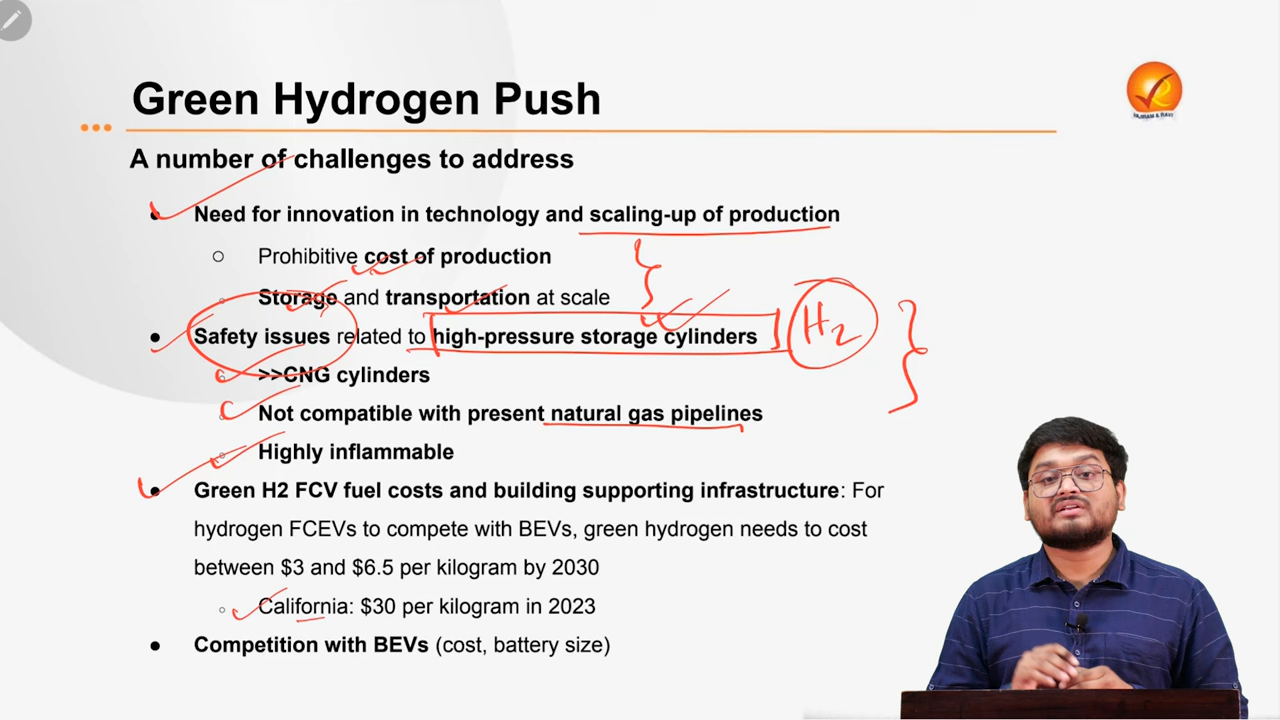 Green Hydrogen Push
VAJIRAM & RAVI
A number of challenges to address
Need for innovation in technology and scaling-up of production
Prohibitive cost of production
Storage and transportation at scale
Safety issues related to high-pressure storage cylinders
H2
>>CNG cylinders
Not compatible with present natural gas pipelines
Highly inflammable
Green H2 FCV fuel costs and building supporting infrastructure: For
hydrogen FCEVs to compete with BEVs, green hydrogen needs to cost
between $3 and $6.5 per kilogram by 2030
California: $30 per kilogram in 2023
Competition with BEVs (cost, battery size)